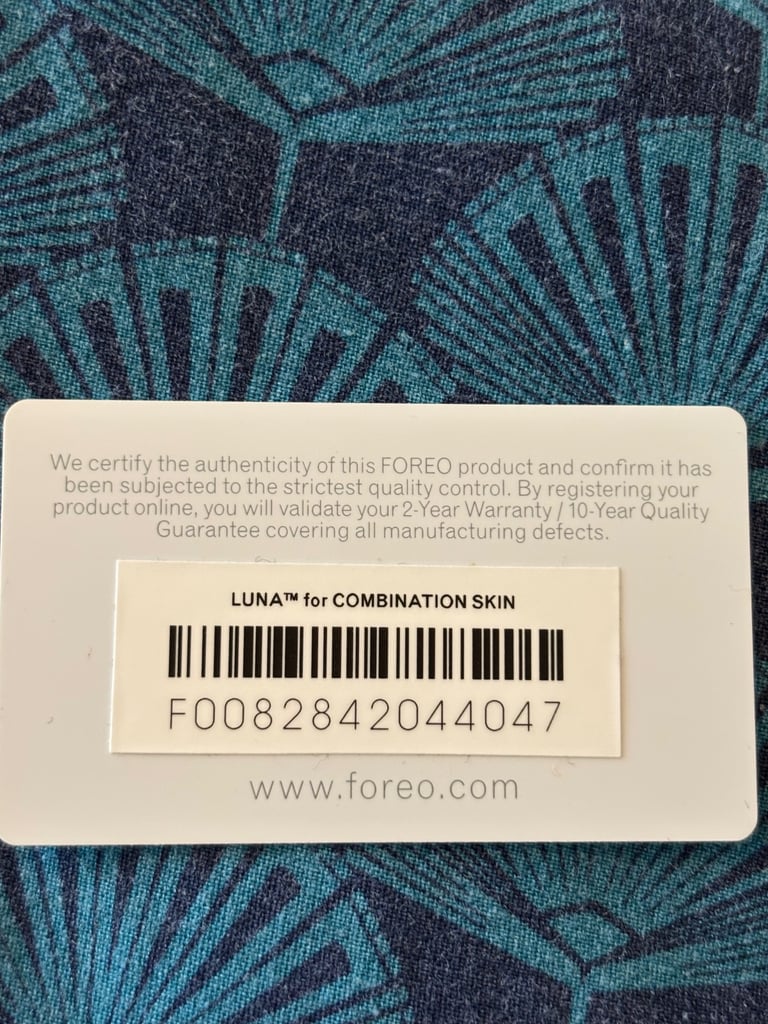 We certify the authenticity of this FOREO product and confirm it has
been subjected to the strictest quality control. By registering your
product online, you will validate your 2-Year Warranty / 10-Year Quality
Guarantee covering all manufacturing defects.
LUNA™ for COMBINATION SKIN
F0082842044047
www.foreo.com